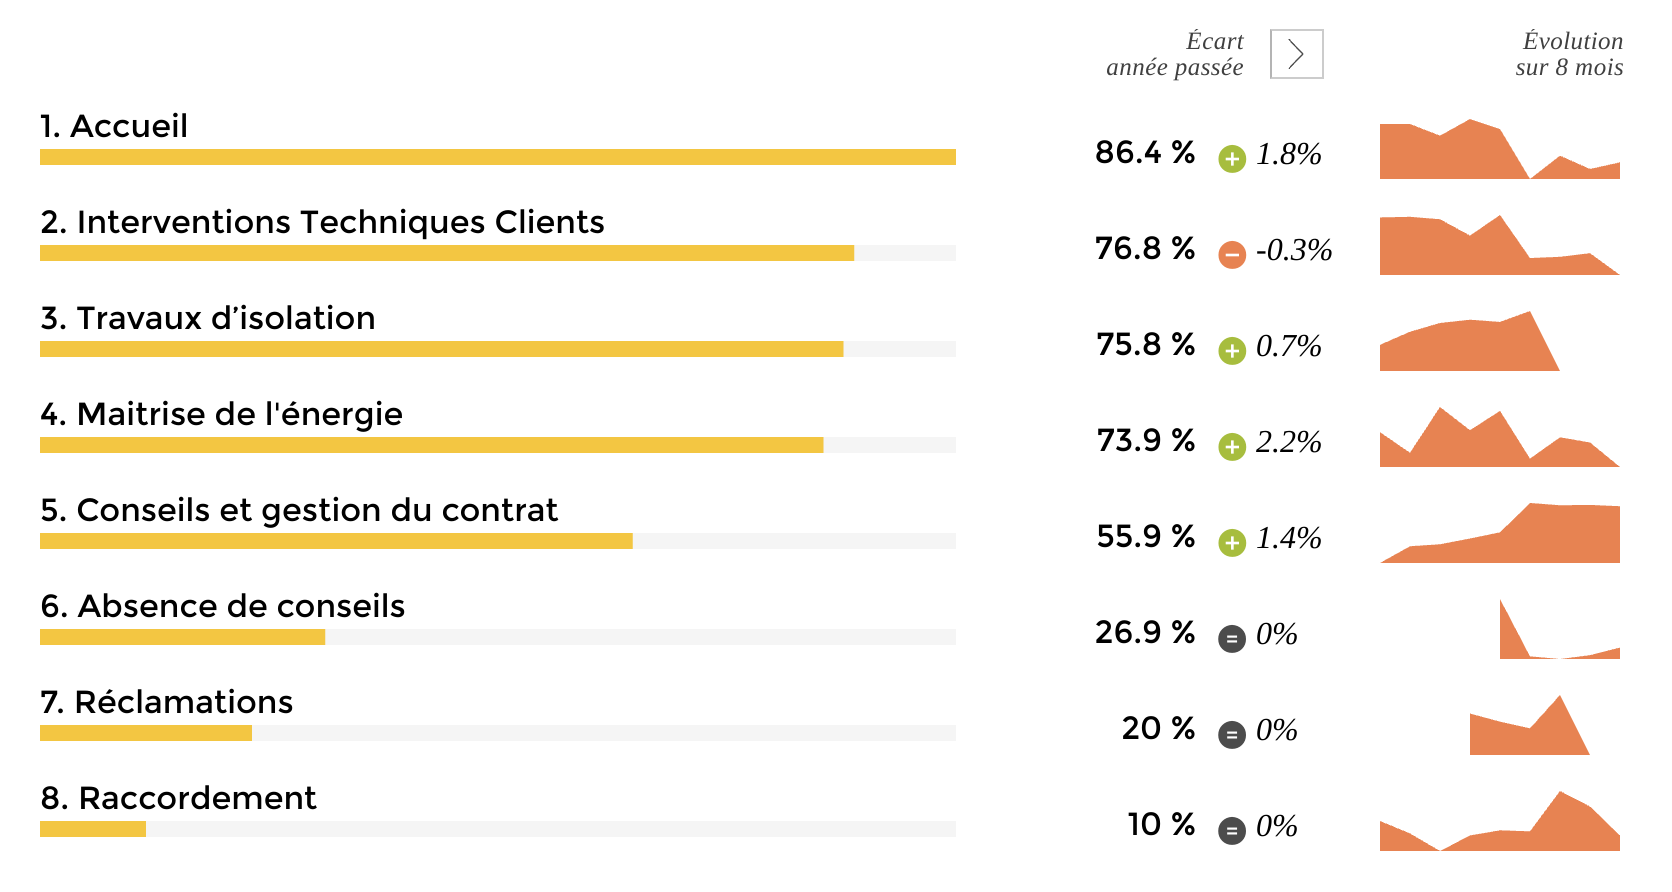 Écart
année passée
Évolution
sur 8 mois
1. Accueil
86.4 % + 1.8%
2. Interventions Techniques Clients
76.8 % − -0.3%
3. Travaux d’isolation
75.8 % + 0.7%
4. Maitrise de l'énergie
73.9 % + 2.2%
5. Conseils et gestion du contrat
55.9 % + 1.4%
6. Absence de conseils
26.9 % = 0%
7. Réclamations
20 % = 0%
8. Raccordement
10 % = 0%